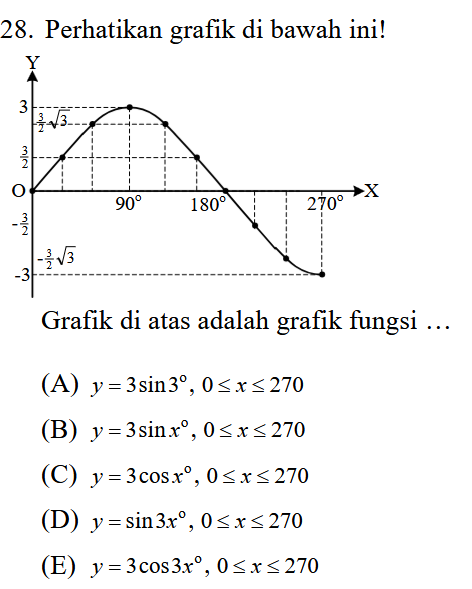 28. Perhatikan grafik di bawah ini!
Y
3
3/2 √3
3/2
O
X
90°
180°
270°
-3/2
-3/2 √3
-3
Grafik di atas adalah grafik fungsi …
(A) y = 3 sin 3°, 0 ≤ x ≤ 270
(B) y = 3 sin x°, 0 ≤ x ≤ 270
(C) y = 3 cos x°, 0 ≤ x ≤ 270
(D) y = sin 3x°, 0 ≤ x ≤ 270
(E) y = 3 cos 3x°, 0 ≤ x ≤ 270